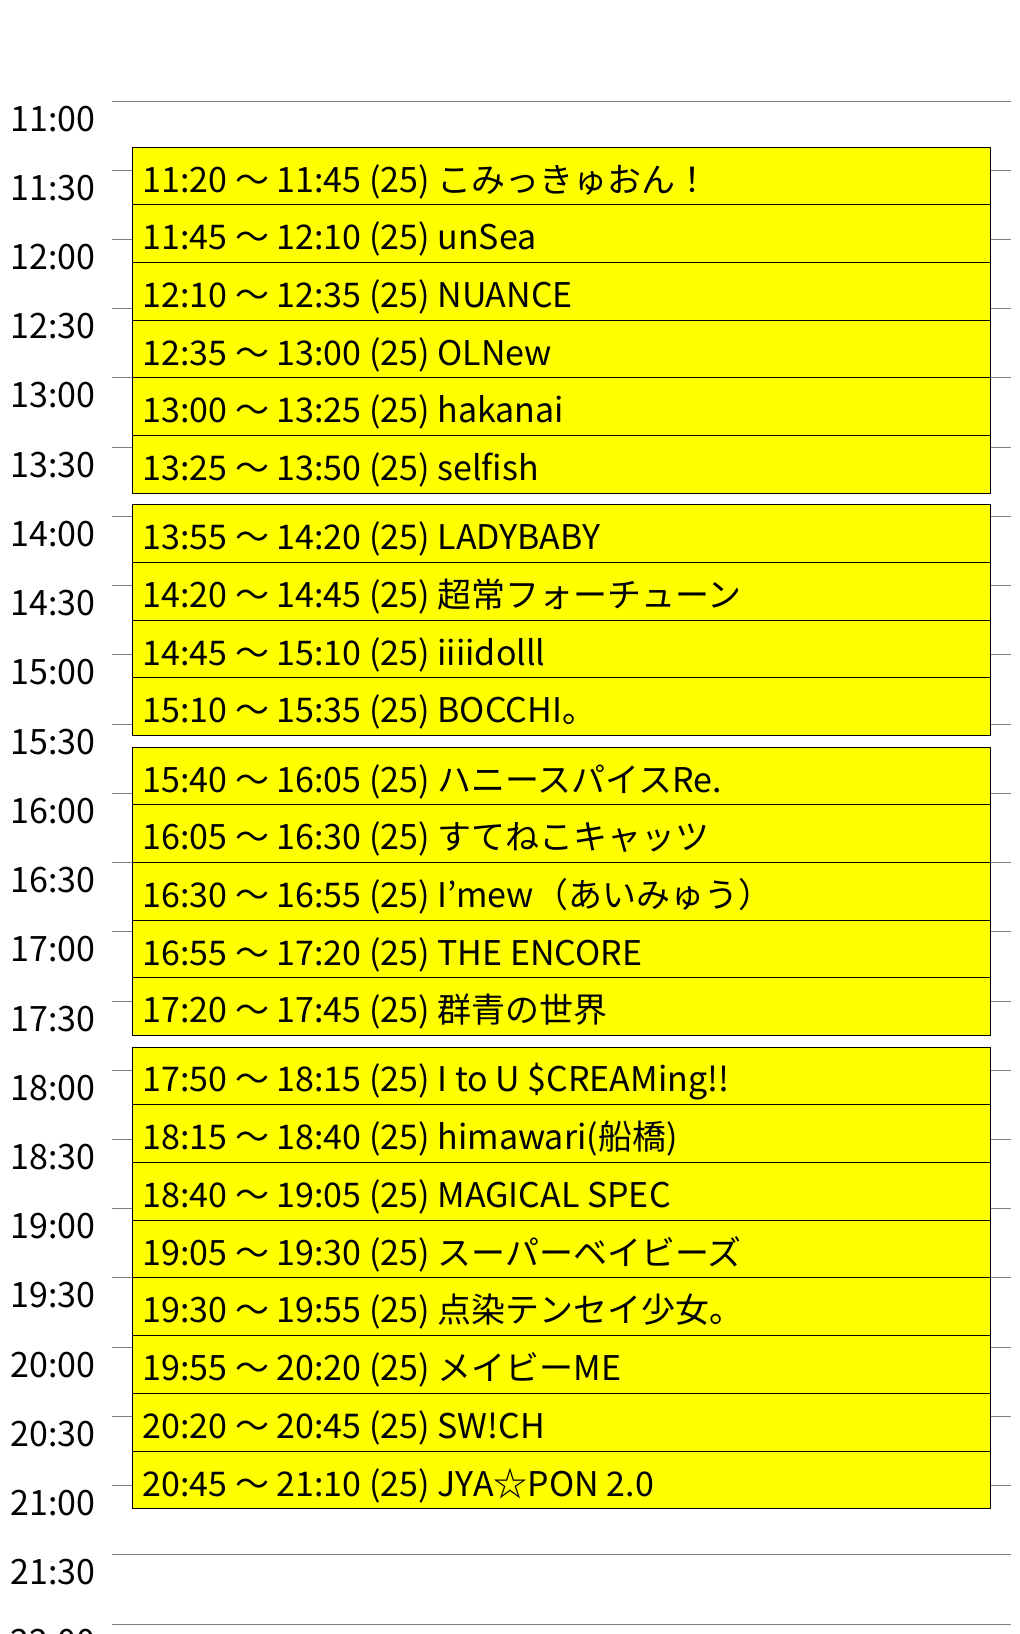 11:00
11:20 ～ 11:45 (25) こみっきゅおん！
11:30
11:45 ～ 12:10 (25) unSea
12:00
12:10 ～ 12:35 (25) NUANCE
12:30
12:35 ～ 13:00 (25) OLNew
13:00
13:00 ～ 13:25 (25) hakanai
13:30
13:25 ～ 13:50 (25) selfish
14:00
13:55 ～ 14:20 (25) LADYBABY
14:30
14:20 ～ 14:45 (25) 超常フォーチューン
14:45 ～ 15:10 (25) iiiidolll
15:00
15:10 ～ 15:35 (25) BOCCHI。
15:30
15:40 ～ 16:05 (25) ハニースパイスRe.
16:00
16:05 ～ 16:30 (25) すてねこキャッツ
16:30
16:30 ～ 16:55 (25) I’mew（あいみゅう）
17:00
16:55 ～ 17:20 (25) THE ENCORE
17:30
17:20 ～ 17:45 (25) 群青の世界
18:00
17:50 ～ 18:15 (25) I to U $CREAMing!!
18:15 ～ 18:40 (25) himawari(船橋)
18:30
18:40 ～ 19:05 (25) MAGICAL SPEC
19:00
19:05 ～ 19:30 (25) スーパーベイビーズ
19:30
19:30 ～ 19:55 (25) 点染テンセイ少女。
20:00
19:55 ～ 20:20 (25) メイビーME
20:30
20:20 ～ 20:45 (25) SW!CH
20:45 ～ 21:10 (25) JYA☆PON 2.0
21:00
21:30